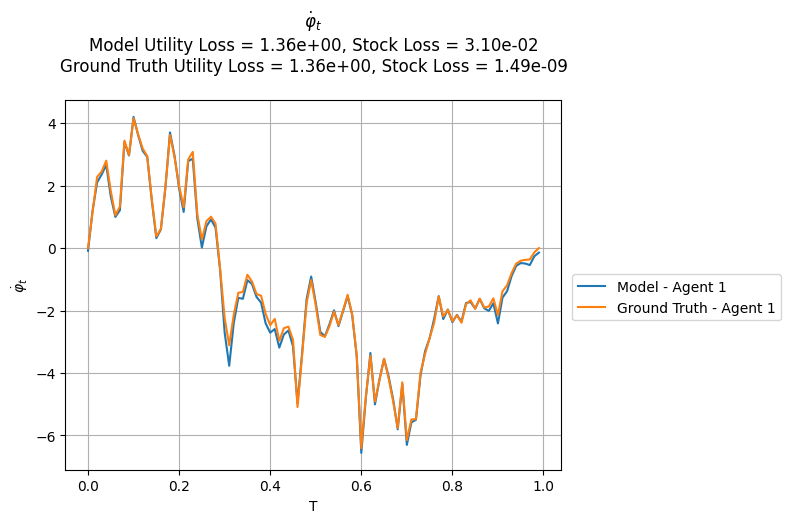 φ̇ₜ
Model Utility Loss = 1.36e+00, Stock Loss = 3.10e-02
Ground Truth Utility Loss = 1.36e+00, Stock Loss = 1.49e-09
φ̇ₜ
4
2
0
−2
−4
−6
0.0 0.2 0.4 0.6 0.8 1.0
T
Model - Agent 1
Ground Truth - Agent 1